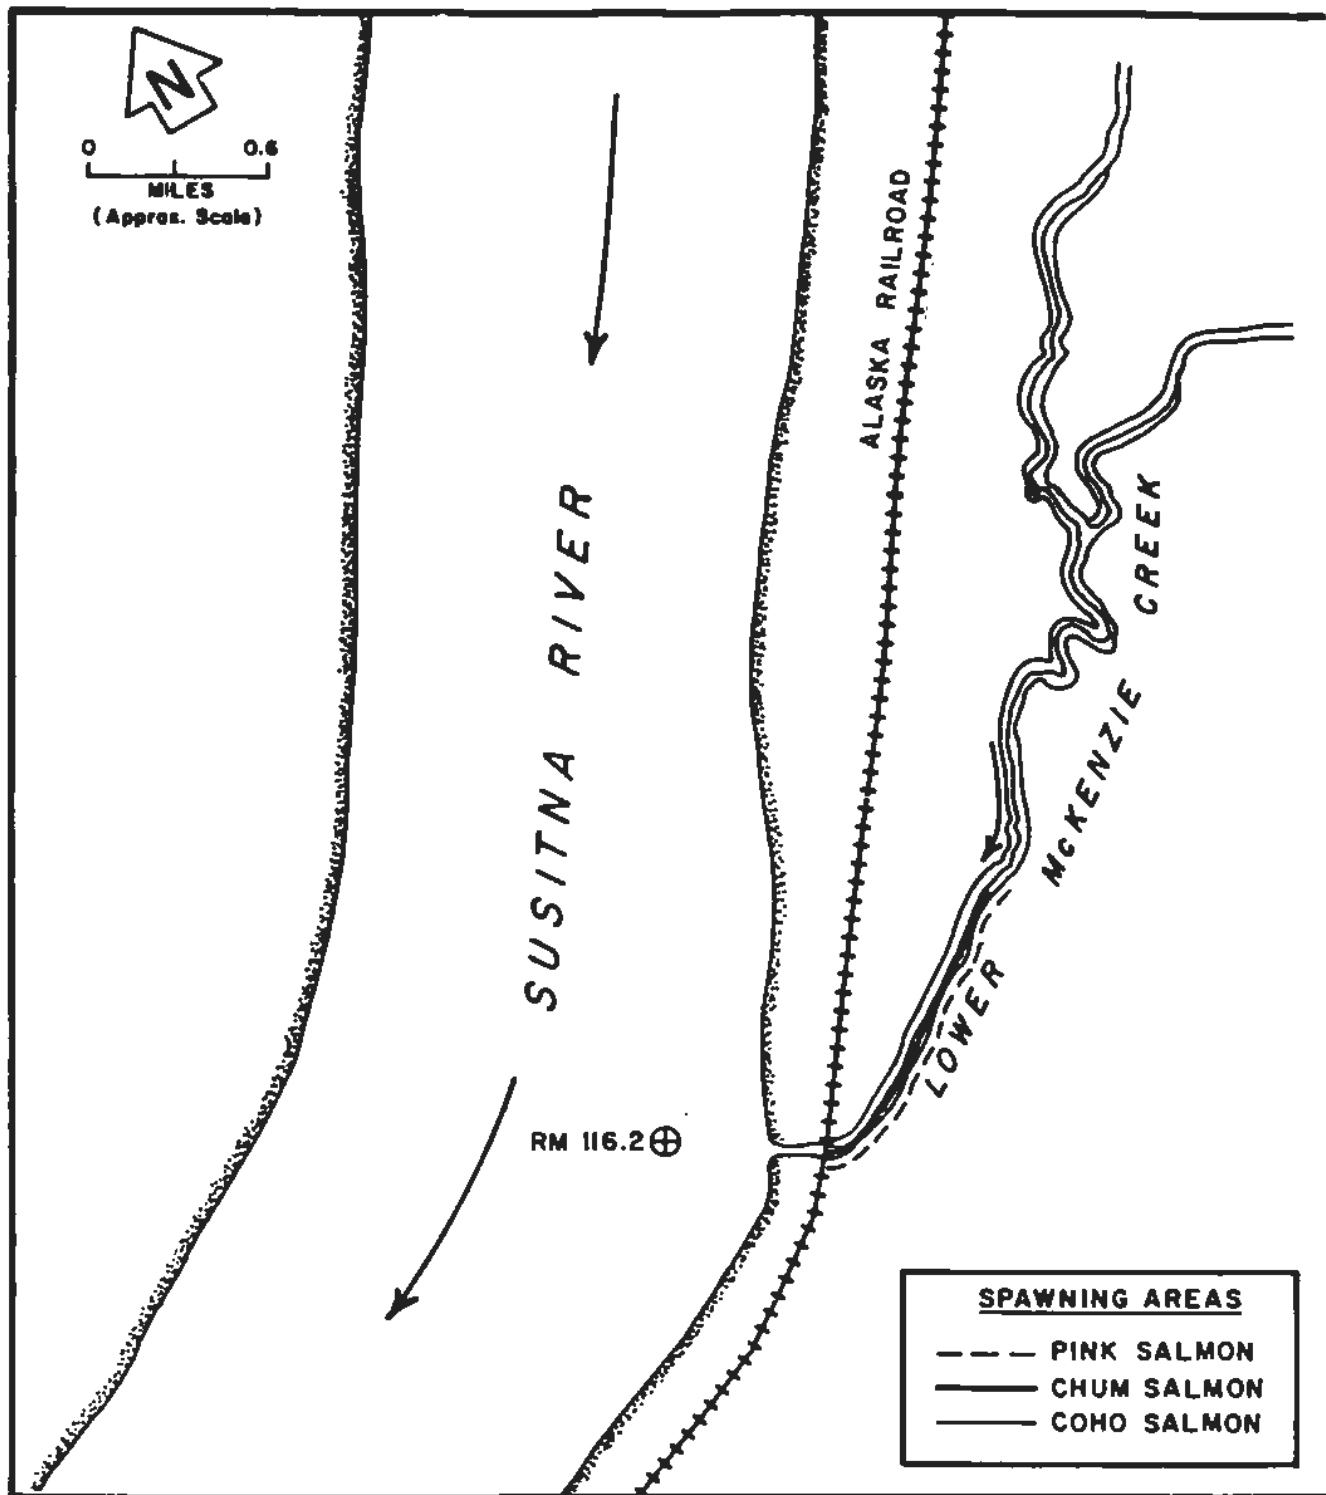 N
0 0.6
MILES
(Approx. Scale)
ALASKA RAILROAD
SUSITNA RIVER
LOWER McKENZIE CREEK
RM 116.2
SPAWNING AREAS
PINK SALMON
CHUM SALMON
COHO SALMON